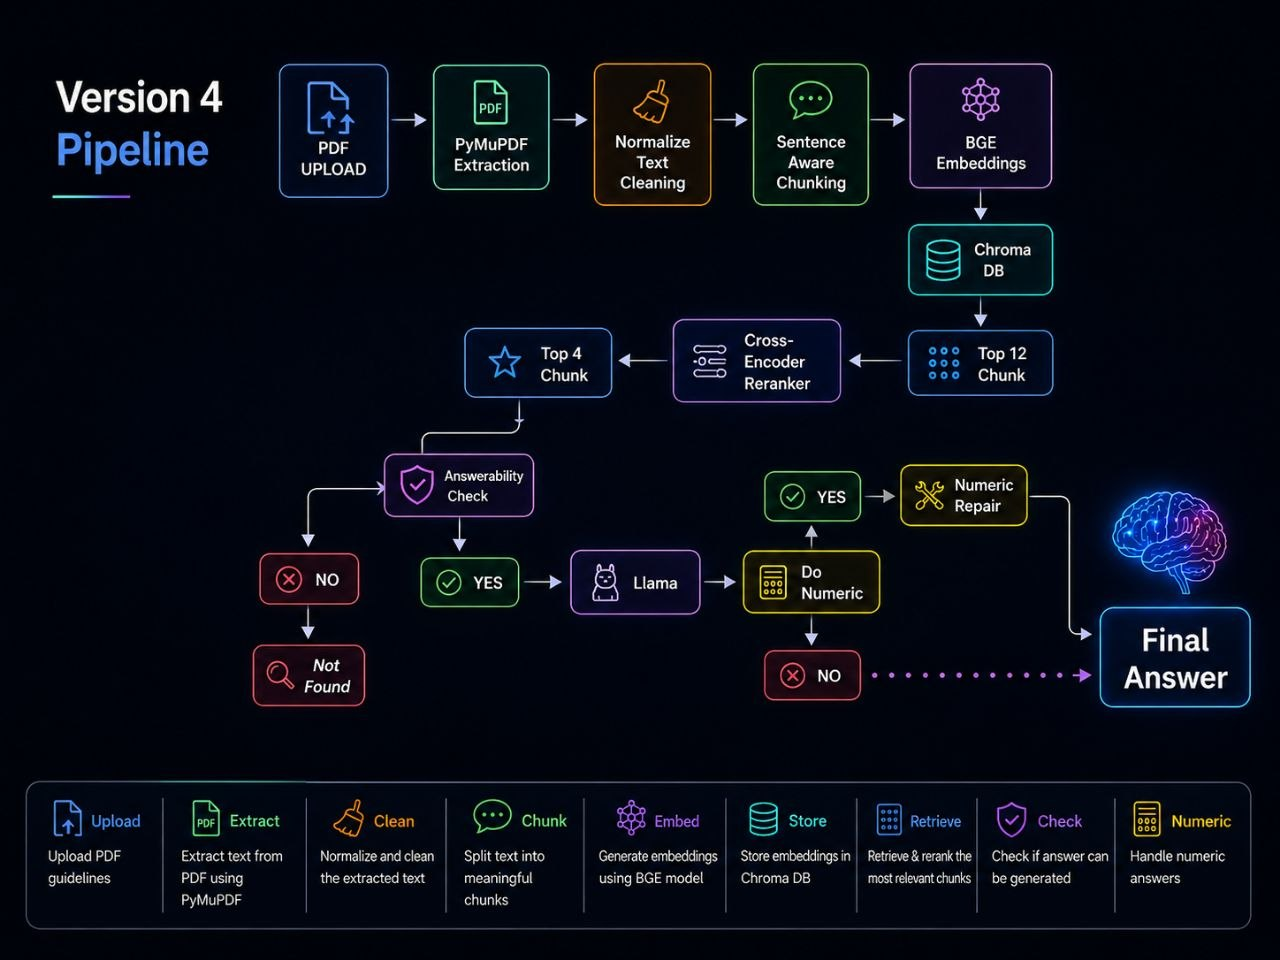 Version 4
Pipeline
PDF
UPLOAD
PDF
PyMuPDF
Extraction
Normalize
Text
Cleaning
Sentence
Aware
Chunking
BGE
Embeddings
Chroma
DB
Top 12
Chunk
Cross-
Encoder
Reranker
Top 4
Chunk
Answerability
Check
NO
Not
Found
YES
Llama
Do
Numeric
YES
Numeric
Repair
NO
Final
Answer
Upload
Upload PDF
guidelines
PDF
Extract
Extract text from
PDF using
PyMuPDF
Clean
Normalize and clean
the extracted text
Chunk
Split text into
meaningful
chunks
Embed
Generate embeddings
using BGE model
Store
Store embeddings in
Chroma DB
Retrieve
Retrieve & rerank the
most relevant chunks
Check
Check if answer can
be generated
Numeric
Handle numeric
answers